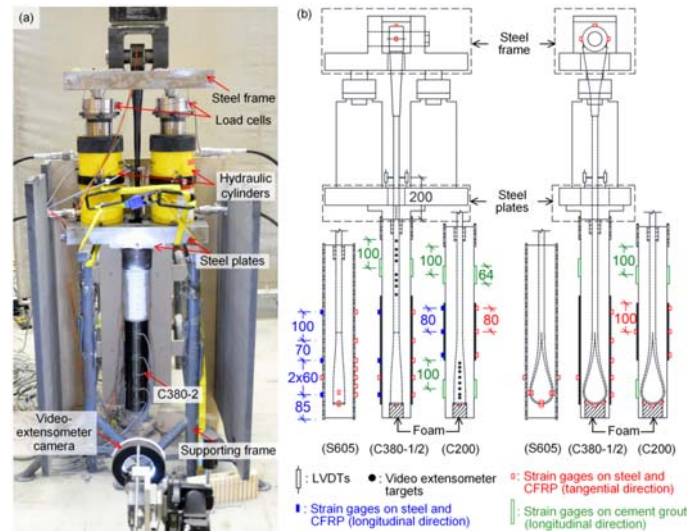 (a)
Steel frame
Load cells
Hydraulic
cylinders
Steel plates
C380-2
Video-
extensometer
camera
Supporting frame
(b)
Steel frame
200
Steel
plates
100
100
64
100
70
2x60
85
80
80
100
100
100
Foam
Foam
(S605)
(C380-1/2)
(C200)
(S605)
(C380-1/2)
(C200)
: LVDTs
: Video extensometer
targets
: Strain gages on steel and
CFRP (tangential direction)
: Strain gages on steel and
CFRP (longitudinal direction)
: Strain gages on cement grout
(longitudinal direction)